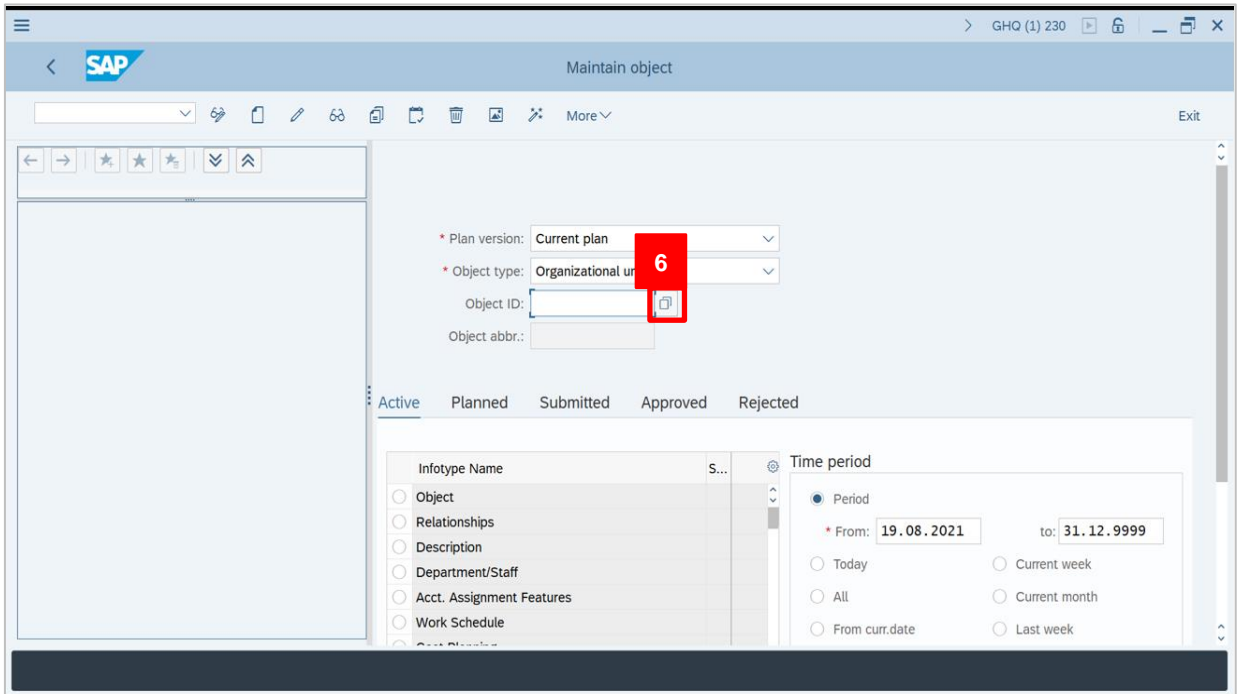 GHQ (1) 230
SAP
Maintain object
More
Exit
* Plan version: Current plan
* Object type: Organizational
6
Object ID:
Object abbr.:
Active Planned Submitted Approved Rejected
Infotype Name S...
Object
Relationships
Description
Department/Staff
Acct. Assignment Features
Work Schedule
Time period
Period
* From: 19.08.2021 to: 31.12.9999
Today Current week
All Current month
From curr.date Last week